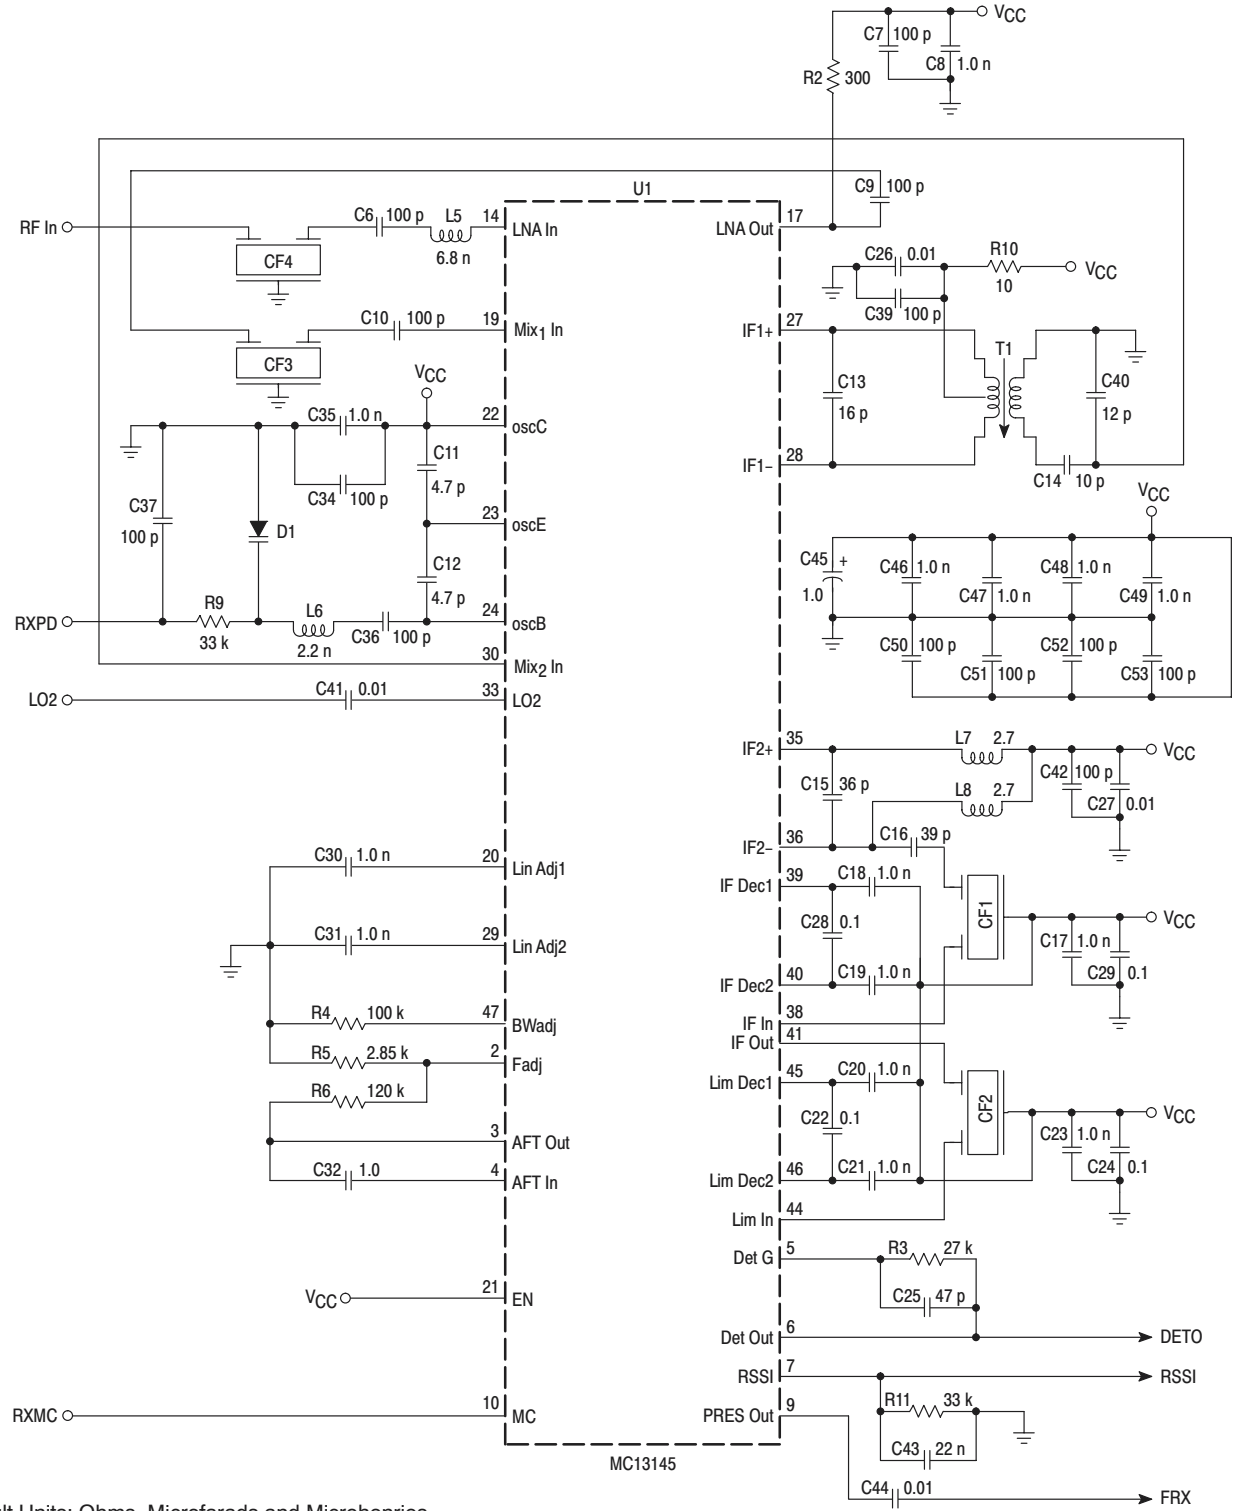 VCC
C7 100 p
C8 1.0 n
R2 300
C9 100 p
U1
RF In
C6 100 p
L5
6.8 n
14
LNA In
LNA Out
17
CF4
C26 0.01
R10
10
VCC
C39 100 p
C10 100 p
19
Mix1 In
IF1+
27
CF3
T1
VCC
C13
16 p
C40
12 p
C35 1.0 n
22
oscC
C11
4.7 p
IF1–
28
C34 100 p
C14 10 p
C37
100 p
D1
23
oscE
VCC
C12
4.7 p
C45 +
1.0
C46 1.0 n
C47 1.0 n
C48 1.0 n
C49 1.0 n
RXPD
R9
33 k
L6
2.2 n
C36 100 p
24
oscB
C50 100 p
C51 100 p
C52 100 p
C53 100 p
30
Mix2 In
LO2
C41 0.01
33
LO2
IF2+
35
L7 2.7
VCC
C15 36 p
L8 2.7
C42 100 p
C27 0.01
IF2–
36
C16 39 p
C30 1.0 n
20
Lin Adj1
IF Dec1
39
C18 1.0 n
CF1
VCC
C28 0.1
C17 1.0 n
C29 0.1
C31 1.0 n
29
Lin Adj2
IF Dec2
40
C19 1.0 n
R4 100 k
47
BWadj
IF In
38
IF Out
41
R5 2.85 k
2
Fadj
Lim Dec1
45
C20 1.0 n
CF2
VCC
R6 120 k
C22 0.1
C23 1.0 n
C24 0.1
3
AFT Out
C32 1.0
4
AFT In
Lim Dec2
46
C21 1.0 n
Lim In
44
Det G
5
R3 27 k
VCC
21
EN
C25 47 p
Det Out
6
DETO
RSSI
7
RSSI
RXMC
10
MC
PRES Out
9
R11 33 k
C43 22 n
MC13145
C44 0.01
FRX